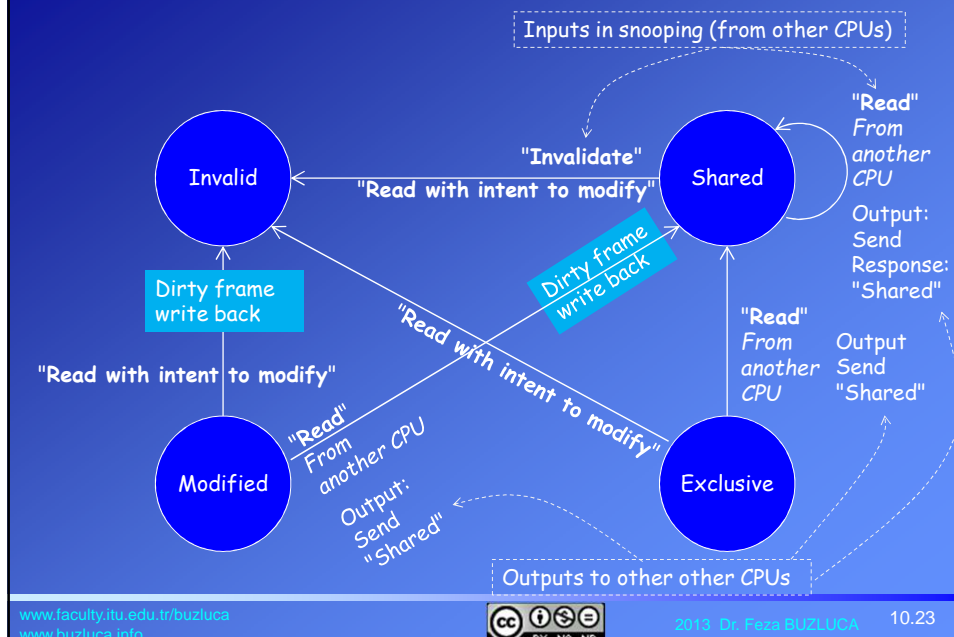 Inputs in snooping (from other CPUs)
"Read"
From
another
CPU
Output:
Send
Response:
"Shared"
"Invalidate"
"Read with intent to modify"
Invalid
Shared
Dirty frame
write back
Dirty frame
write back
"Read with intent to modify"
"Read with intent to modify"
"Read"
From
another CPU
Output:
Send
"Shared"
"Read"
From
another
CPU
Output
Send
"Shared"
Modified
Exclusive
Outputs to other other CPUs
www.faculty.itu.edu.tr/buzluca
www.buzluca.info
cc
2013 Dr. Feza BUZLUCA
10.23